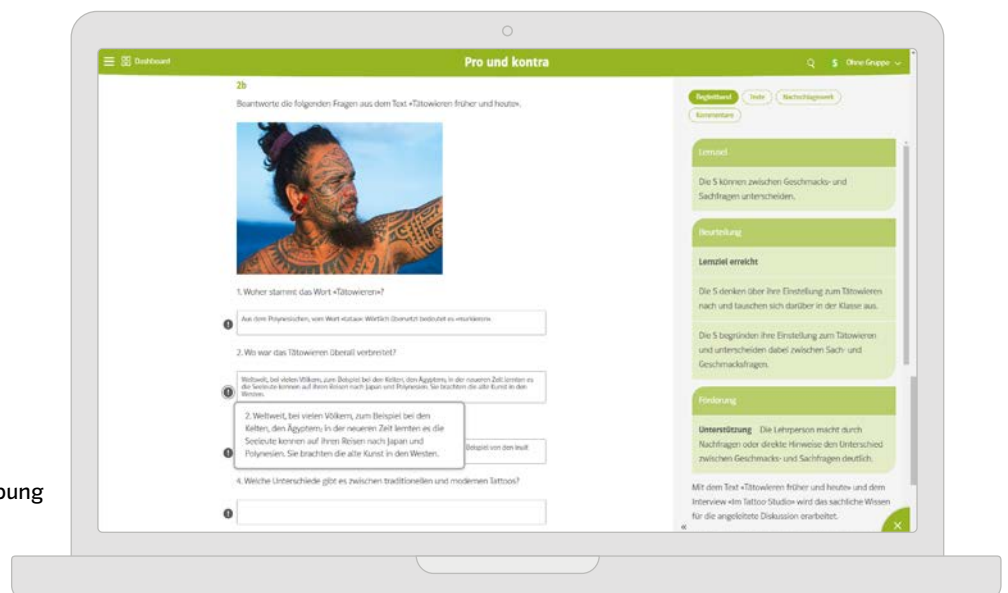 Dashboard
Pro und kontra
Ohne Gruppe
2b
Beantworte die folgenden Fragen aus dem Text «Tätowieren früher und heute».
1. Woher stammt das Wort «Tätowieren»?
Aus dem Polynesischen, vom Wort «tatau». Wörtlich übersetzt bedeutet es «markieren».
2. Wo war das Tätowieren überall verbreitet?
Weltweit, bei vielen Völkern, zum Beispiel bei den Kelten, den Ägyptern; in der neueren Zeit lernten es
die Seeleute kennen auf ihren Reisen nach Japan und Polynesien. Sie brachten die alte Kunst in den
Westen.
2. Weltweit, bei vielen Völkern, zum Beispiel bei den
Kelten, den Ägyptern; in der neueren Zeit lernten es die
Seeleute kennen auf ihren Reisen nach Japan und
Polynesien. Sie brachten die alte Kunst in den Westen.
Beispiel von den Inuit
4. Welche Unterschiede gibt es zwischen traditionellen und modernen Tattoos?
Begleitband
Texte
Nachschlagewerk
Kommentare
Lernziel
Die S können zwischen Geschmacks- und
Sachfragen unterscheiden.
Beurteilung
Lernziel erreicht
Die S denken über ihre Einstellung zum Tätowieren
nach und tauschen sich darüber in der Klasse aus.
Die S begründen ihre Einstellung zum Tätowieren
und unterscheiden dabei zwischen Sach- und
Geschmacksfragen.
Förderung
Unterstützung Die Lehrperson macht durch
Nachfragen oder direkte Hinweise den Unterschied
zwischen Geschmacks- und Sachfragen deutlich.
Mit dem Text «Tätowieren früher und heute» und dem
Interview «Im Tattoo-Studio» wird das sachliche Wissen
für die angeleitete Diskussion erarbeitet.